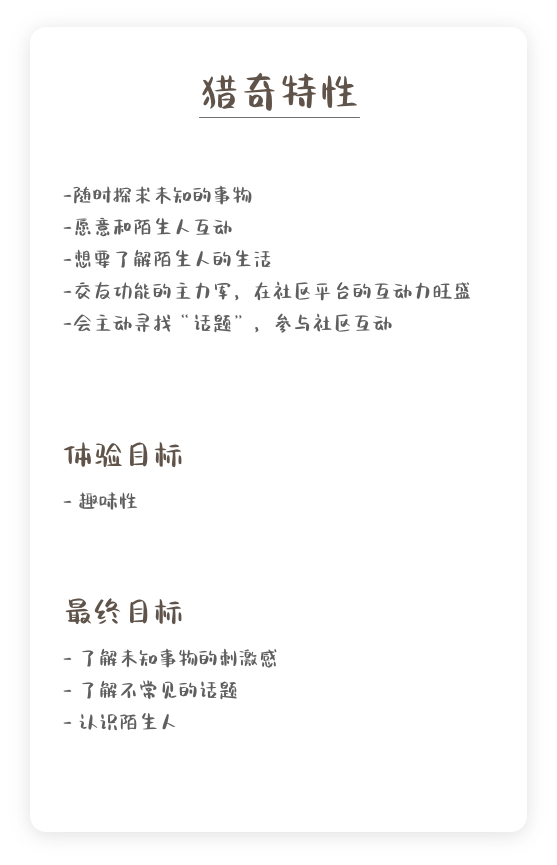 猎奇特性
-随时探求未知的事物
-愿意和陌生人互动
-想要了解陌生人的生活
-交友功能的主力军，在社区平台的互动力旺盛
-会主动寻找“话题”，参与社区互动
体验目标
- 趣味性
最终目标
- 了解未知事物的刺激感
- 了解不常见的话题
- 认识陌生人